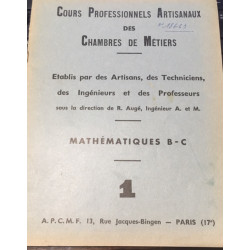 Cours Professionnels Artisanaux
des
Chambres de Métiers
Etablis par des Artisans, des Techniciens,
des Ingénieurs et des Professeurs
sous la direction de R. Augé, Ingénieur A. et M.
MATHÉMATIQUES B-C
1
A.P.C.M.F. 12, Rue Jacques-Bingen - PARIS (17e)